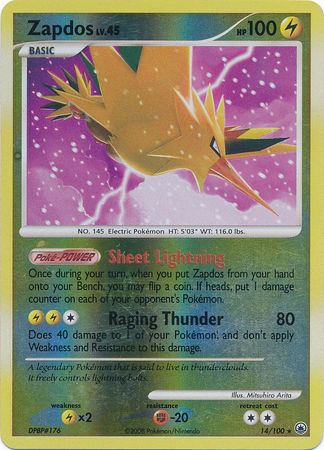 Zapdos LV.45 HP 100
BASIC
NO. 145 Electric Pokémon HT: 5'03" WT: 116.0 lbs.
Poké-POWER Sheet Lightning
Once during your turn, when you put Zapdos from your hand
onto your Bench, you may flip a coin. If heads, put 1 damage
counter on each of your opponent's Pokémon.
Raging Thunder 80
Does 40 damage to 1 of your Pokémon, and don't apply
Weakness and Resistance to this damage.
A legendary Pokémon that is said to live in thunderclouds.
It freely controls lightning bolts.
Illus. Mitsuhiro Arita
weakness resistance retreat cost
×2 -20
DPBP#176 ©2008 Pokémon/Nintendo 14/100 ★